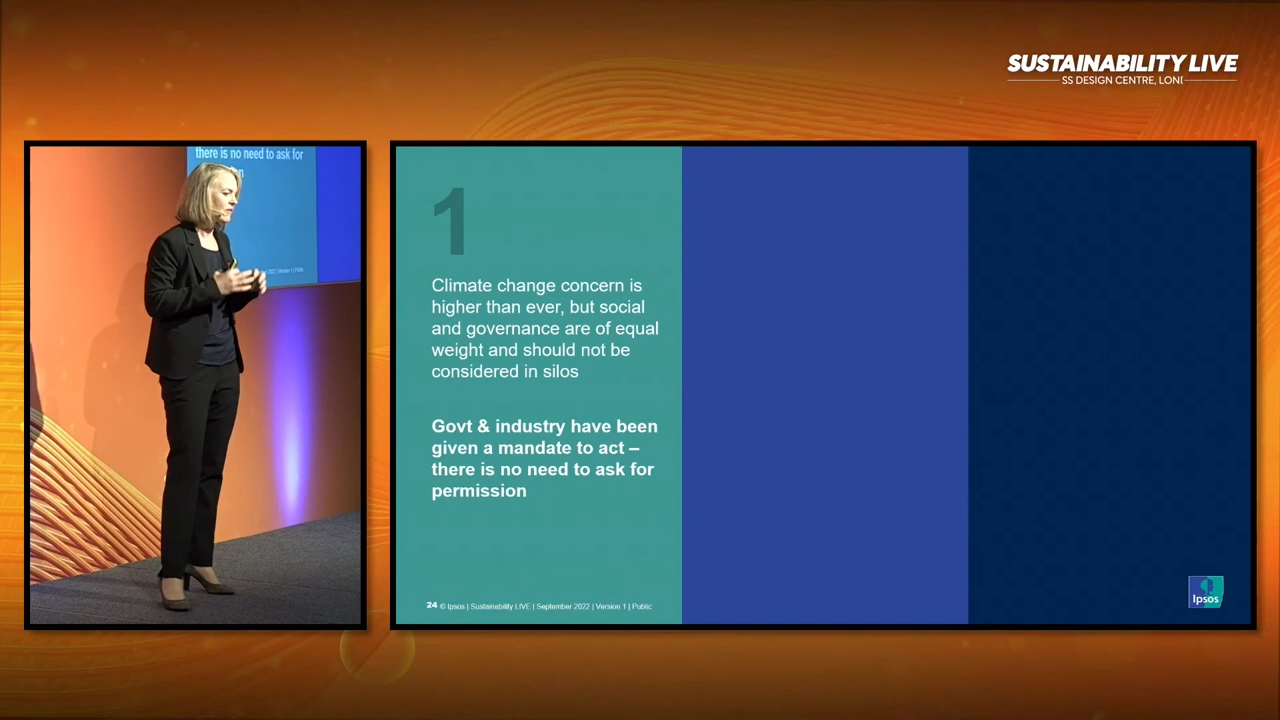 SUSTAINABILITY LIVE
SS DESIGN CENTRE, LON
there is no need to ask for
1
Climate change concern is
higher than ever, but social
and governance are of equal
weight and should not be
considered in silos
Govt & industry have been
given a mandate to act –
there is no need to ask for
permission
24 © Ipsos | Sustainability LIVE | September 2022 | Version 1 | Public
Ipsos